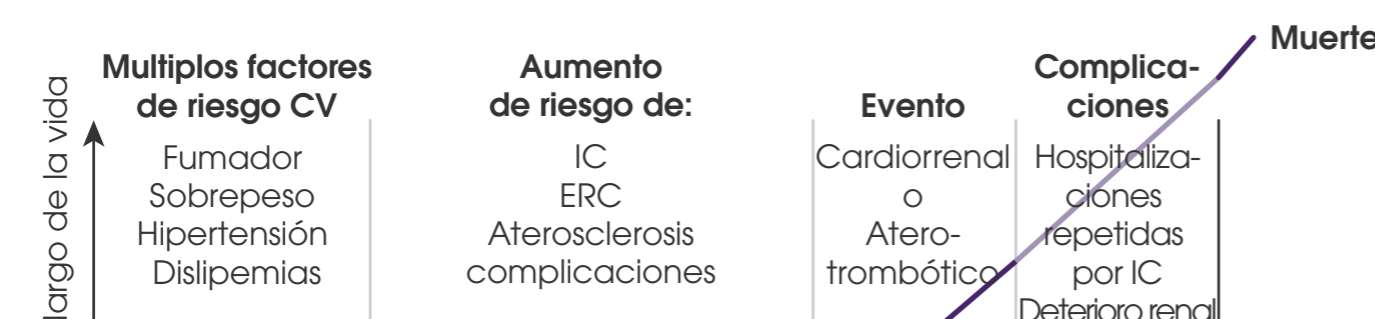 Multiplos factores
de riesgo CV
Fumador
Sobrepeso
Hipertensión
Dislipemias
Aumento
de riesgo de:
IC
ERC
Aterosclerosis
complicaciones
Evento
Cardiorrenal
o
Atero-
trombótico
Complica-
ciones
Hospitaliza-
ciones
repetidas
por IC
Deterioro renal
Muerte
largo de la vida